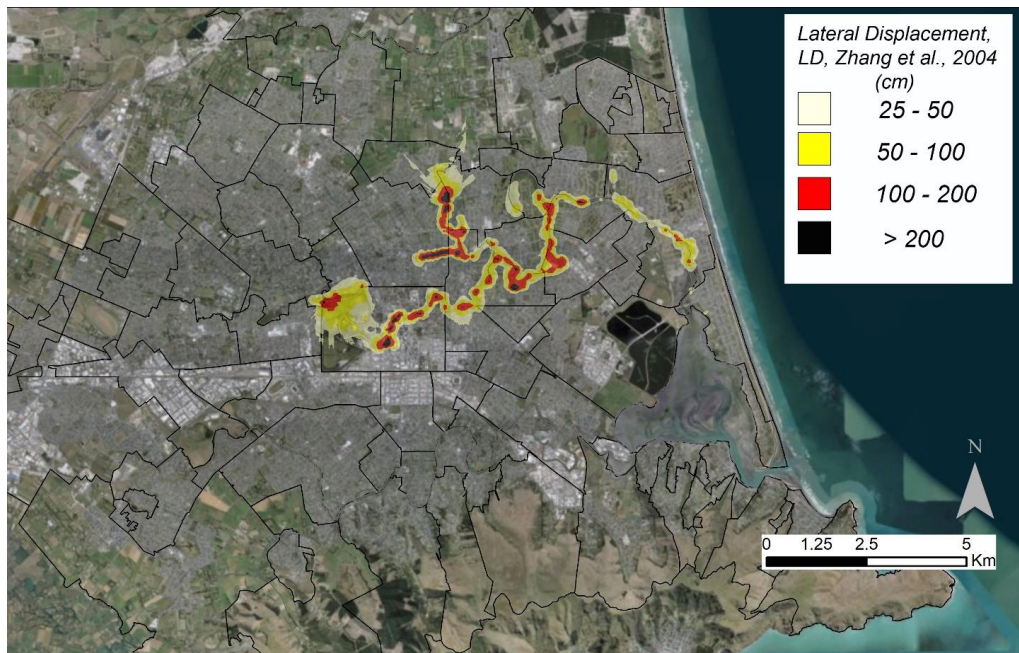 Lateral Displacement,
LD, Zhang et al., 2004
(cm)
25 - 50
50 - 100
100 - 200
> 200
N
0 1.25 2.5 5
Km